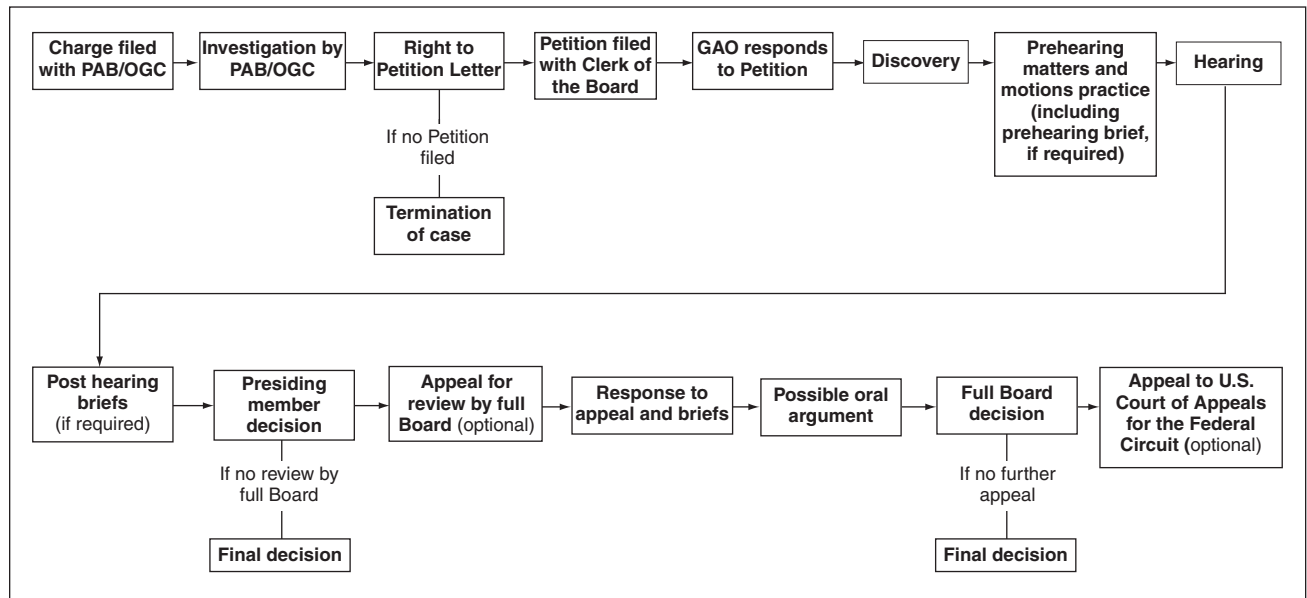 Charge filed
with PAB/OGC
Investigation by
PAB/OGC
Right to
Petition Letter
Petition filed
with Clerk of
the Board
GAO responds
to Petition
Discovery
Prehearing
matters and
motions practice
(including
prehearing brief,
if required)
Hearing
If no Petition
filed
Termination
of case
Post hearing
briefs
(if required)
Presiding
member
decision
Appeal for
review by full
Board (optional)
Response to
appeal and briefs
Possible oral
argument
Full Board
decision
Appeal to U.S.
Court of Appeals
for the Federal
Circuit (optional)
If no review by
full Board
If no further
appeal
Final decision
Final decision